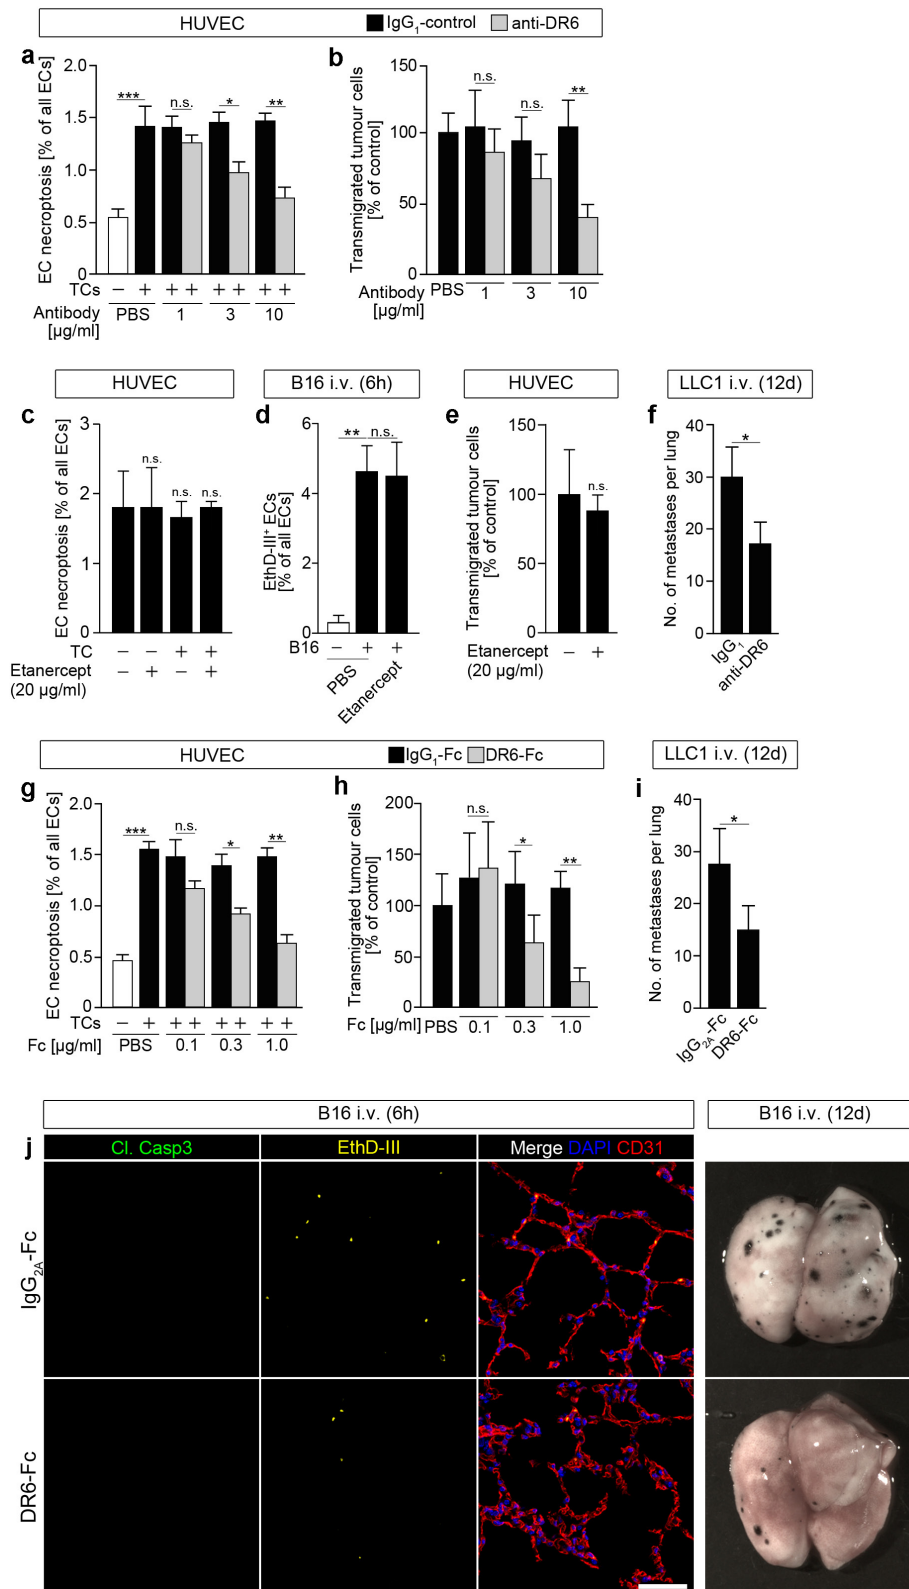 HUVEC
IgG1-control anti-DR6
a
EC necroptosis [% of all ECs]
2.0
1.5
1.0
0.5
0
*** n.s. * **
TCs − + + + + + + +
Antibody [µg/ml] PBS 1 3 10
b
Transmigrated tumour cells [% of control]
150
100
50
0
n.s. n.s. **
Antibody [µg/ml] PBS 1 3 10
HUVEC
c
EC necroptosis [% of all ECs]
3
2
1
0
n.s. n.s. n.s.
TC − − + +
Etanercept (20 µg/ml) − + − +
B16 i.v. (6h)
d
EthD-III+ ECs [% of all ECs]
6
4
2
0
** n.s.
B16 − + +
PBS
Etanercept
HUVEC
e
Transmigrated tumour cells [% of control]
150
100
50
0
n.s.
Etanercept (20 µg/ml) − +
LLC1 i.v. (12d)
f
No. of metastases per lung
40
30
20
10
0
*
IgG1
anti-DR6
HUVEC
IgG1-Fc DR6-Fc
g
EC necroptosis [% of all ECs]
2.0
1.5
1.0
0.5
0
*** n.s. * **
TCs − + + + + + + +
Fc [µg/ml] PBS 0.1 0.3 1.0
h
Transmigrated tumour cells [% of control]
200
150
100
50
0
n.s. * **
Fc [µg/ml] PBS 0.1 0.3 1.0
LLC1 i.v. (12d)
i
No. of metastases per lung
40
30
20
10
0
*
IgG2A-Fc
DR6-Fc
B16 i.v. (6h)
B16 i.v. (12d)
j
Cl. Casp3
EthD-III
Merge DAPI CD31
IgG2A-Fc
DR6-Fc